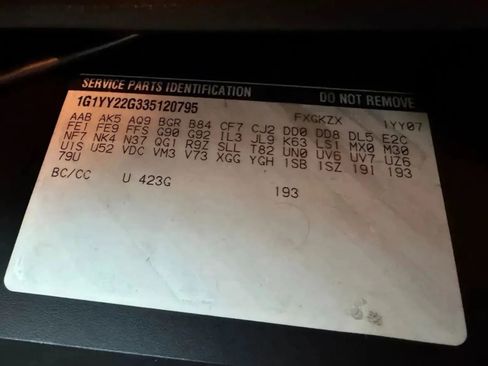 SERVICE PARTS IDENTIFICATION DO NOT REMOVE
1G1YY22G335120795 FXGKZX 1YY07
AAB AK5 AQ9 BGR B84 CF7 CJ2 DD0 DD8 DL5 E2C
FE1 FE9 FFS G90 G92 IL3 JL9 K63 LS1 MX0 M30
NF7 NK4 N37 QG1 R9Z SLL T82 UN0 UV6 UV7 UZ6
U1S U52 VDC VM3 V73 XGG YGH 1SB 1SZ 19I 193
79U
BC/CC U 423G 193